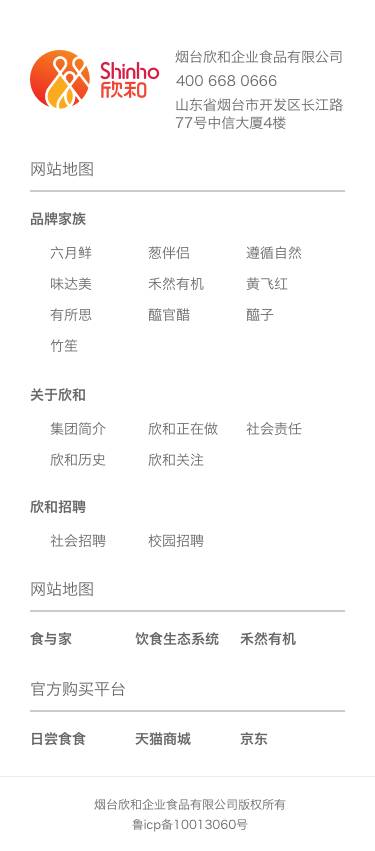 Shinho
欣和
烟台欣和企业食品有限公司
400 668 0666
山东省烟台市开发区长江路
77号中信大厦4楼
网站地图
品牌家族
六月鲜 葱伴侣 遵循自然
味达美 禾然有机 黄飞红
有所思 醯官醋 醯子
竹笙
关于欣和
集团简介 欣和正在做 社会责任
欣和历史 欣和关注
欣和招聘
社会招聘 校园招聘
网站地图
食与家 饮食生态系统 禾然有机
官方购买平台
日尝食食 天猫商城 京东
烟台欣和企业食品有限公司版权所有
鲁icp备10013060号